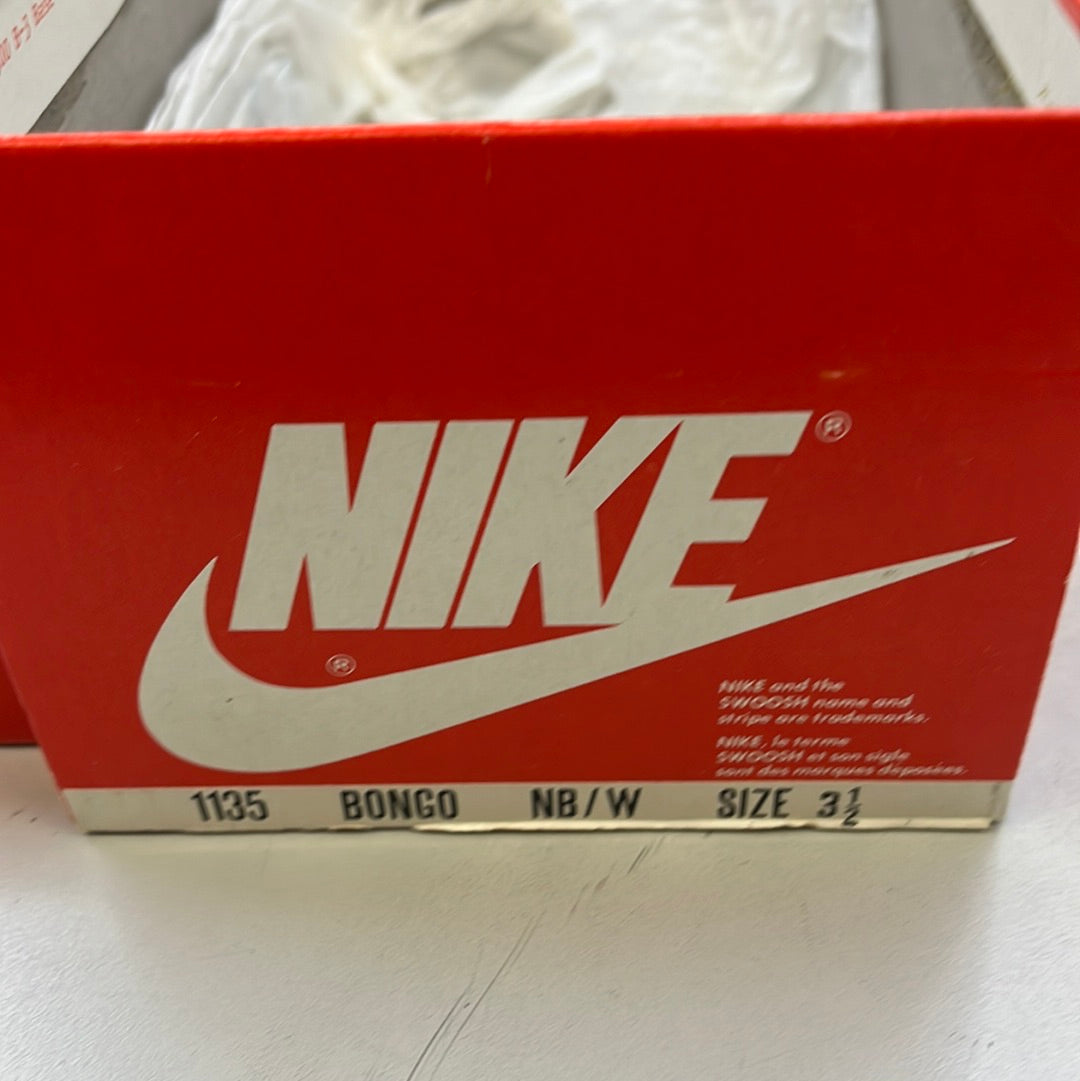 NIKE®
®
NIKE and the
SWOOSH name and
stripe are trademarks.
NIKE, le terme
SWOOSH et son sigle
sont des marques déposées.
1135 BONGO NB/W SIZE 3½